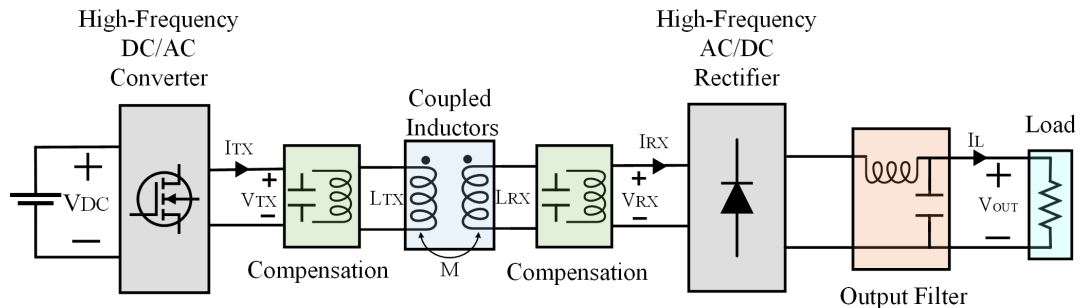 High-Frequency
DC/AC
Converter
High-Frequency
AC/DC
Rectifier
Coupled
Inductors
Load
ITX
IRX
IL
+
VDC
−
+
VTX
−
LTX
LRX
+
VRX
−
+
VOUT
−
Compensation
M
Compensation
Output Filter